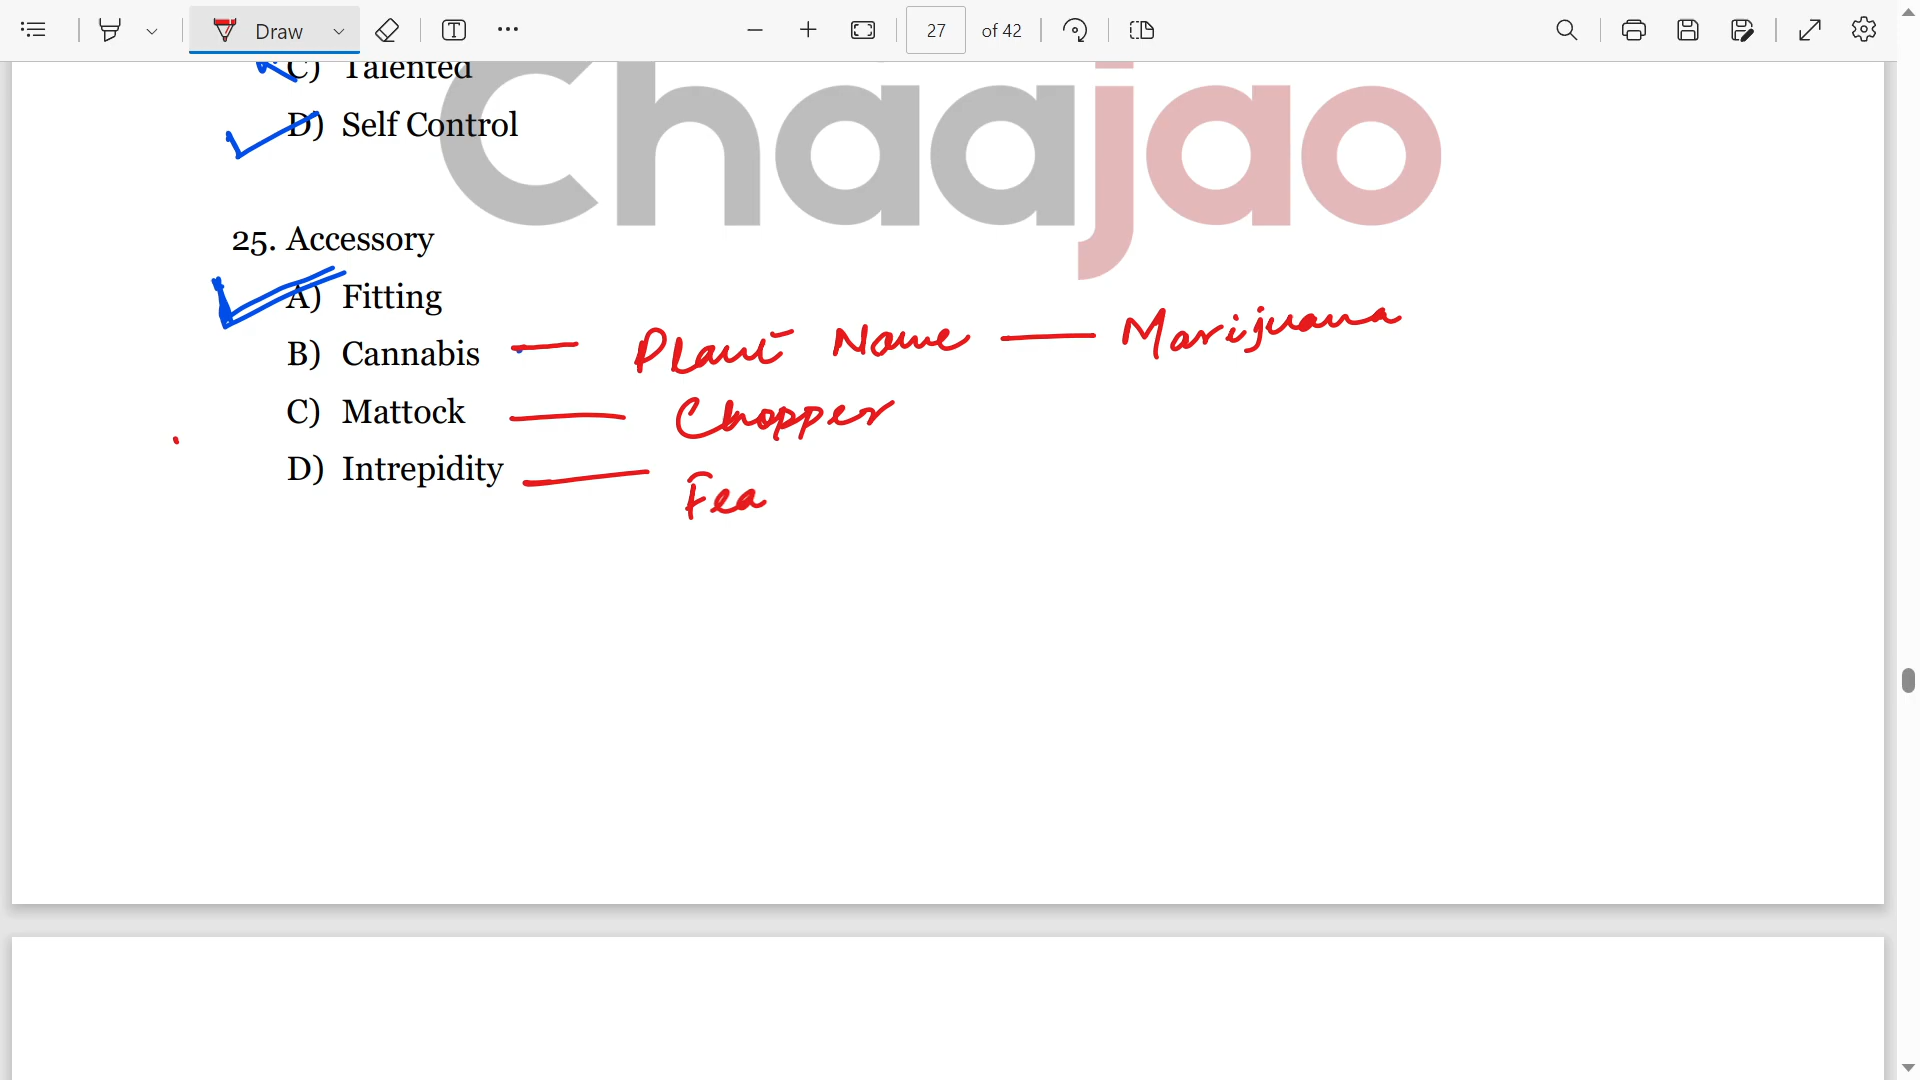 Draw
27 of 42
C) Talented
D) Self Control
Chaajao
25. Accessory
A) Fitting
B) Cannabis — Plant Name — Marijuana
C) Mattock — Chopper
D) Intrepidity — Fea